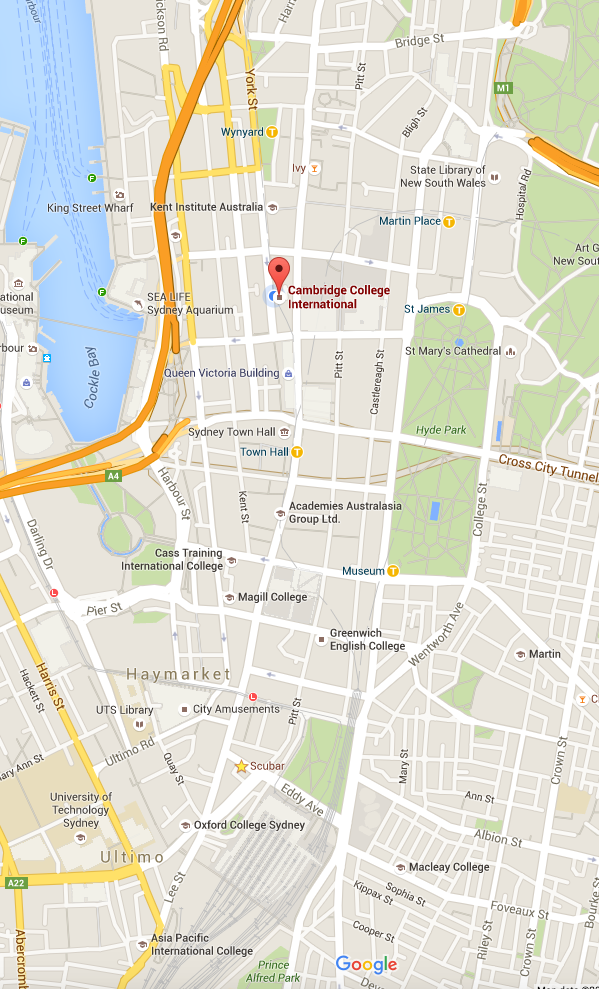 Harbour
ickson Rd
Bridge St
York St
Pitt St
M1
Bligh St
Wynyard T
Ivy
State Library of
New South Wales
Hospital Rd
F
King Street Wharf
Kent Institute Australia
Martin Place T
F
Art G
New South
ational
useum
F
SEA LIFE
Sydney Aquarium
Cambridge College
International
St James T
bour
Cockle Bay
Pitt St
Castlereagh St
St Mary's Cathedral
Queen Victoria Building
Hyde Park
Sydney Town Hall
Town Hall T
Cross City Tunnel
A4
Harbour St
Kent St
Academies Australasia
Group Ltd.
College St
Darling Dr
Cass Training
International College
Museum T
L
Pier St
Magill College
Greenwich
English College
Wentworth Ave
Martin
Harris St
Hackett St
Haymarket
L
C
UTS Library
City Amusements
Pitt St
Ultimo Rd
Quay St
ary Ann St
Scubar
Mary St
Crown St
Eddy Ave
Ann St
University of
Technology
Sydney
Oxford College Sydney
Albion St
Ultimo
Macleay College
A22
Lee St
Kippax St
Sophia St
Foveaux St
Bourke St
Abercromb
Asia Pacific
International College
Cooper St
Riley St
Crown St
Prince
Alfred Park
Google